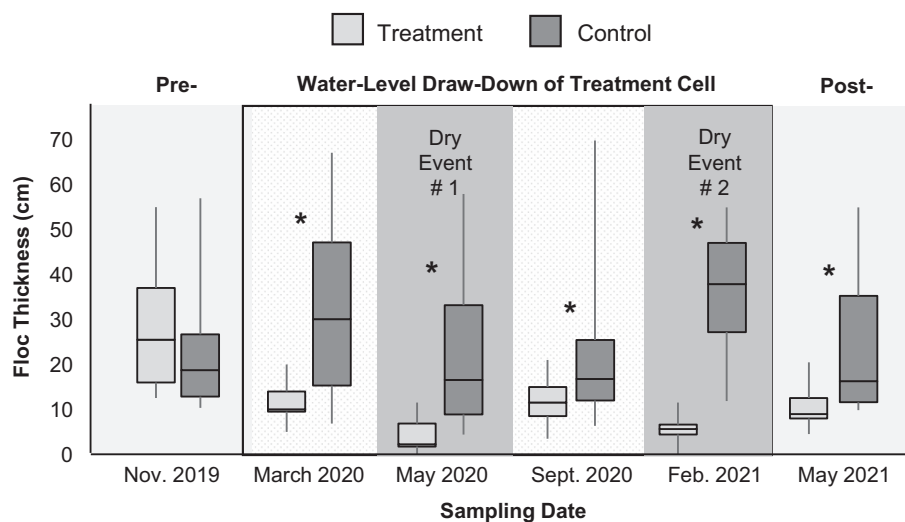 Treatment Control
Pre- Water-Level Draw-Down of Treatment Cell Post-
Floc Thickness (cm)
70
60
50
40
30
20
10
0
Dry
Event
# 1
Dry
Event
# 2
*
*
*
*
*
Nov. 2019 March 2020 May 2020 Sept. 2020 Feb. 2021 May 2021
Sampling Date